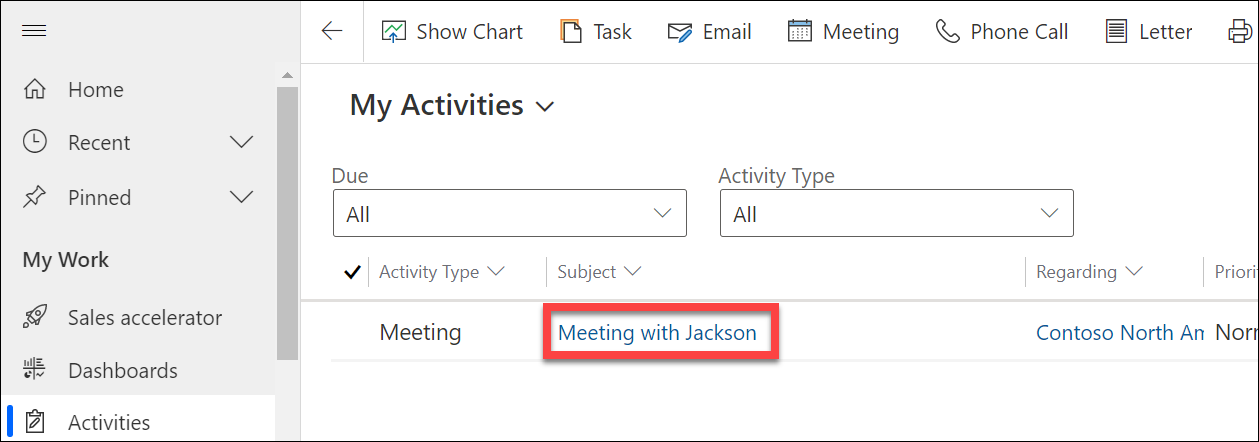 Show Chart Task Email Meeting Phone Call Letter
Home
Recent
Pinned
My Work
Sales accelerator
Dashboards
Activities
My Activities
Due Activity Type
All All
Activity Type Subject Regarding Priori
Meeting Meeting with Jackson Contoso North Am Norr